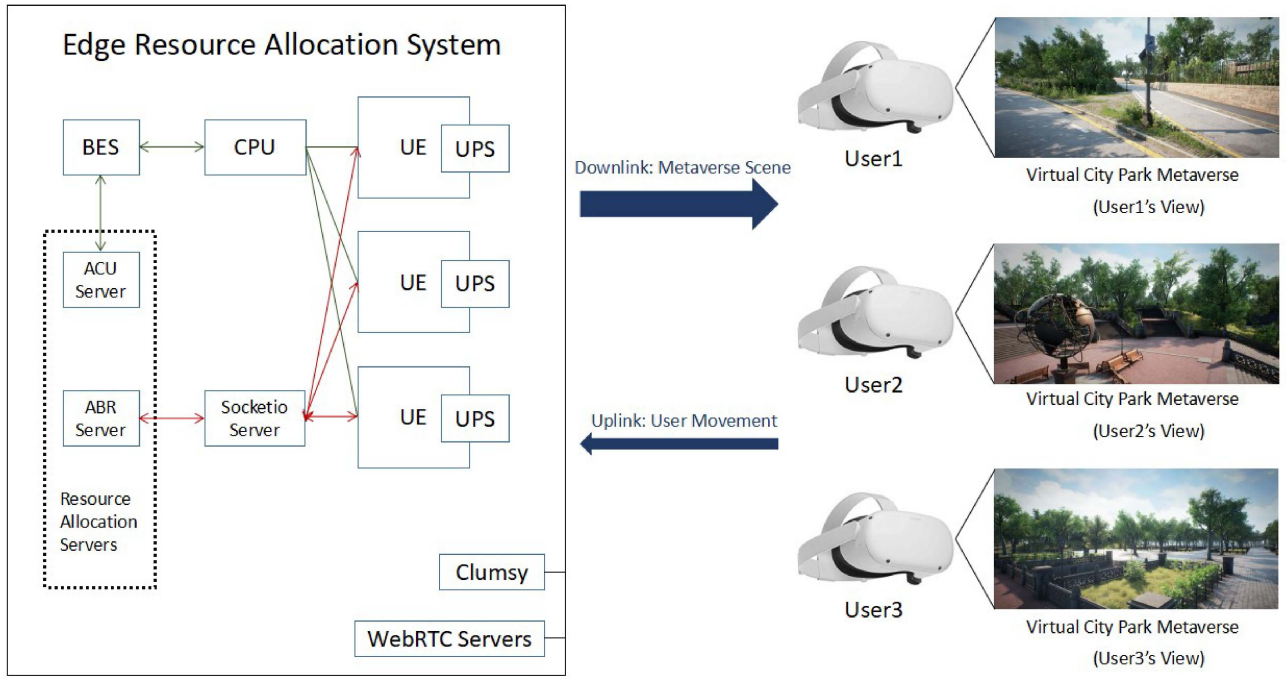 Edge Resource Allocation System
BES
CPU
UE
UPS
ACU
Server
UE
UPS
ABR
Server
Socketio
Server
UE
UPS
Resource
Allocation
Servers
Clumsy
WebRTC Servers
Downlink: Metaverse Scene
Uplink: User Movement
User1
Virtual City Park Metaverse
(User1's View)
User2
Virtual City Park Metaverse
(User2's View)
User3
Virtual City Park Metaverse
(User3's View)